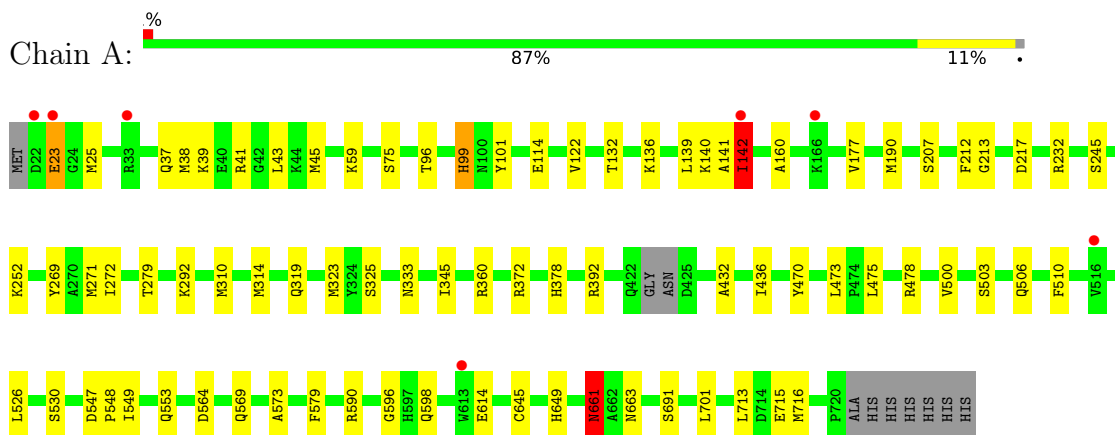 %
Chain A:
87% 11% •
MET D22 E23 G24 M25 R33 Q37 M38 K39 E40 R41 G42 L43 K44 M45 K59 S75 T96 H99 N100 Y101 E114 V122 T132 K136 L139 K140 A141 I142 A160 K166 V177 M190 S207 F212 G213 D217 R232 S245
K252 Y269 A270 M271 I272 T279 K292 M310 M314 Q319 M323 Y324 S325 N333 I345 R360 R372 H378 R392 Q422 GLY ASN D425 A432 I436 Y470 L473 P474 L475 R478 V500 S503 Q506 F510 V516
L526 S530 D547 P548 I549 Q553 D564 Q569 A573 F579 R590 G596 H597 Q598 W613 E614 C645 H649 N661 A662 N663 S691 L701 L713 D714 E715 M716 P720 ALA HIS HIS HIS HIS HIS HIS